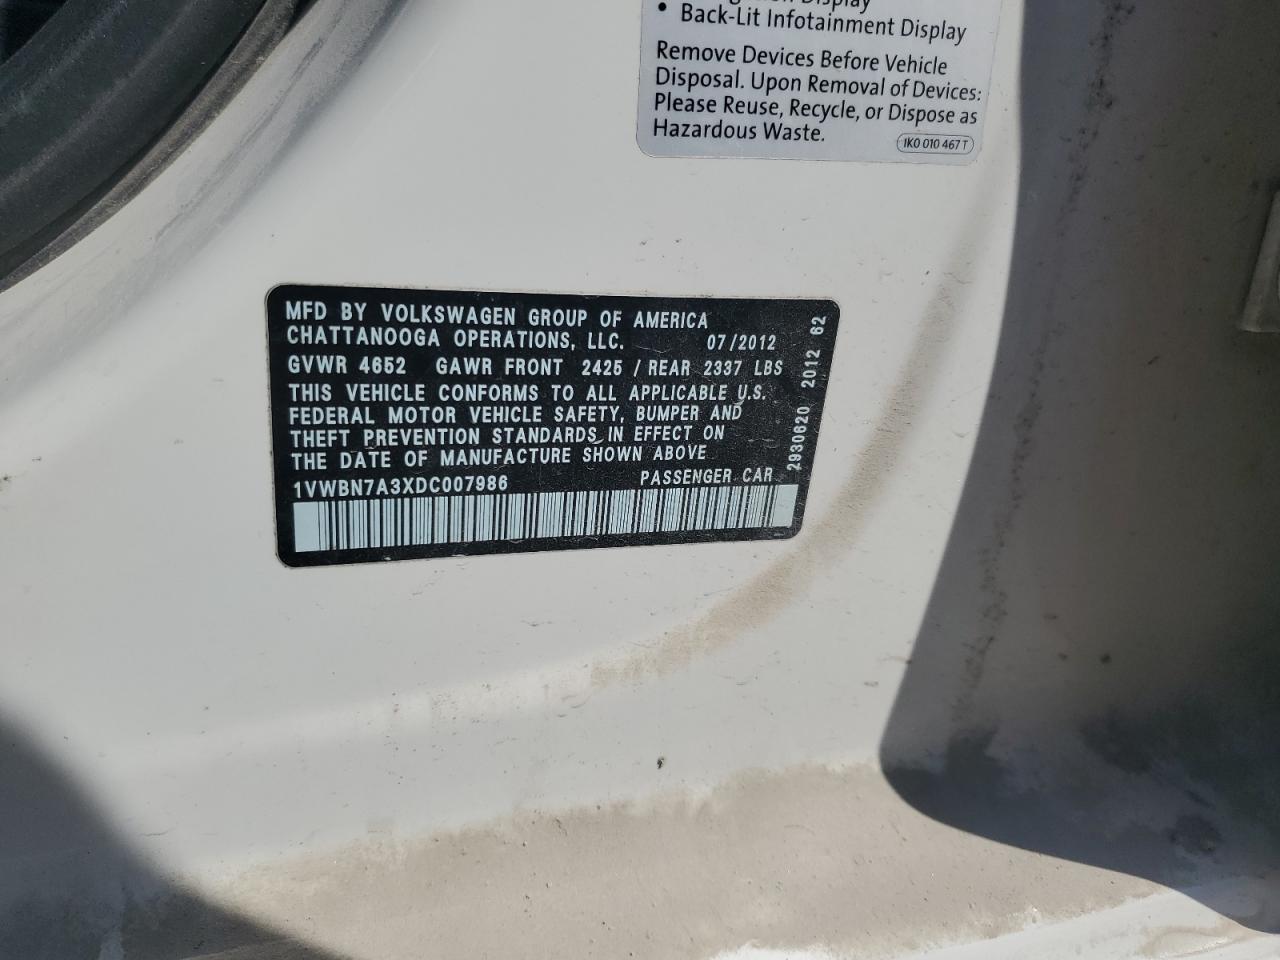 Display
• Back-Lit Infotainment Display
Remove Devices Before Vehicle
Disposal. Upon Removal of Devices:
Please Reuse, Recycle, or Dispose as
Hazardous Waste.
1K0 010 467 T
MFD BY VOLKSWAGEN GROUP OF AMERICA
CHATTANOOGA OPERATIONS, LLC. 07/2012
GVWR 4652 GAWR FRONT 2425 / REAR 2337 LBS
THIS VEHICLE CONFORMS TO ALL APPLICABLE U.S.
FEDERAL MOTOR VEHICLE SAFETY, BUMPER AND
THEFT PREVENTION STANDARDS IN EFFECT ON
THE DATE OF MANUFACTURE SHOWN ABOVE
1VWBN7A3XDC007986 PASSENGER CAR
2930620 2012 62